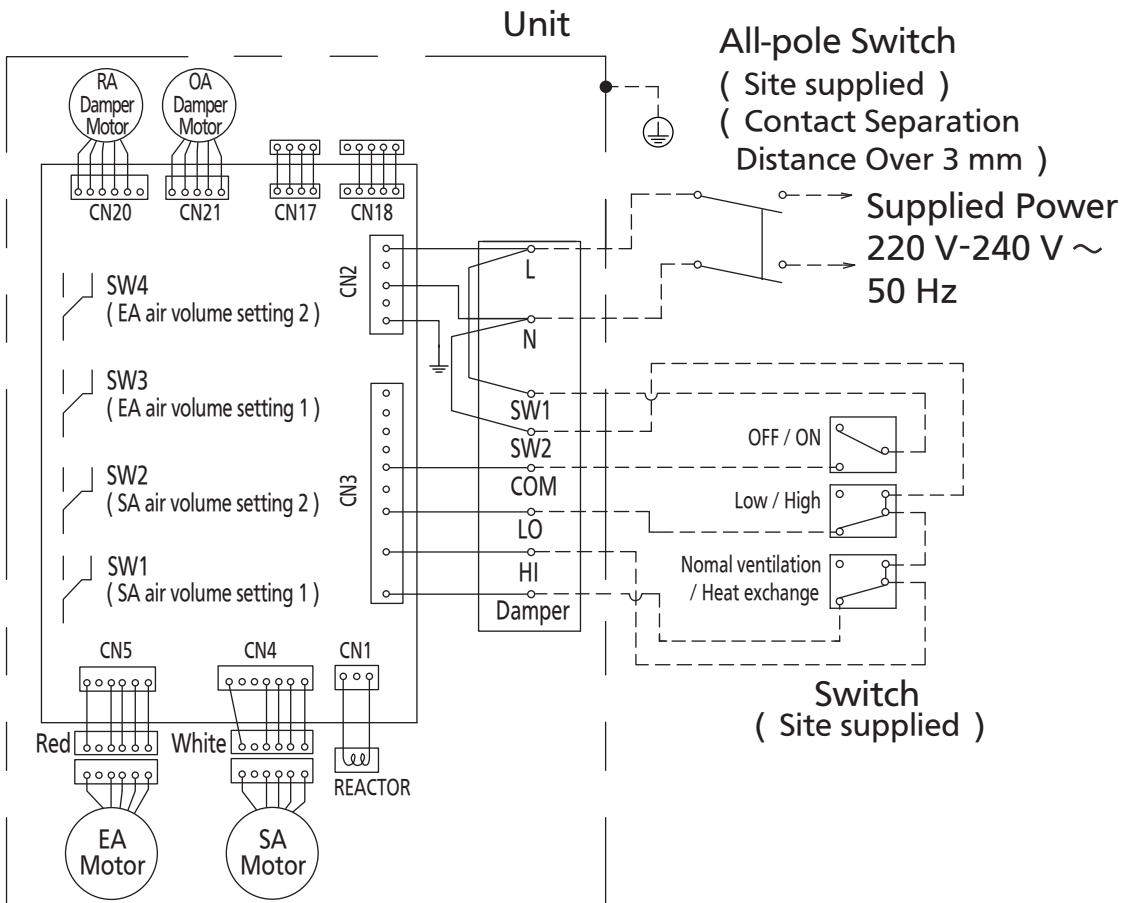 Unit
All-pole Switch
( Site supplied )
( Contact Separation
Distance Over 3 mm )
Supplied Power
220 V-240 V ～
50 Hz
RA
Damper
Motor
OA
Damper
Motor
CN20
CN21
CN17
CN18
CN2
L
N
SW4
( EA air volume setting 2 )
SW3
( EA air volume setting 1 )
SW2
( SA air volume setting 2 )
SW1
( SA air volume setting 1 )
CN3
SW1
SW2
COM
LO
HI
Damper
OFF / ON
Low / High
Nomal ventilation
/ Heat exchange
Switch
( Site supplied )
CN5
CN4
CN1
Red
White
REACTOR
EA
Motor
SA
Motor